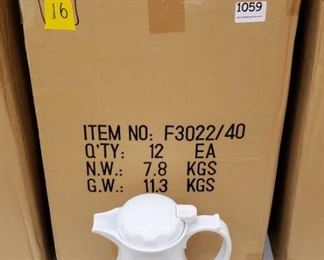 16
1059
ITEM NO: F3022/40
Q'TY: 12 EA
N.W.: 7.8 KGS
G.W.: 11.3 KGS